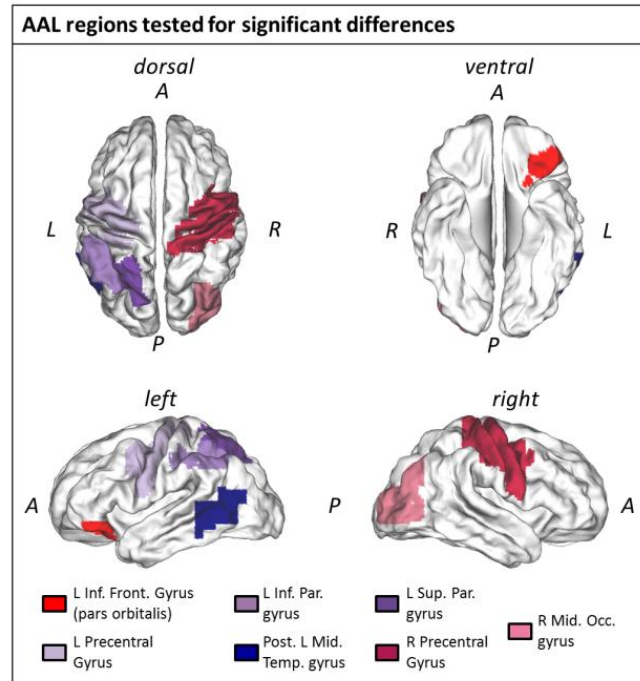 AAL regions tested for significant differences
dorsal
ventral
A
A
L
R
R
L
P
P
left
right
A
P
A
L Inf. Front. Gyrus
(pars orbitalis)
L Inf. Par.
gyrus
L Sup. Par.
gyrus
R Mid. Occ.
gyrus
L Precentral
Gyrus
Post. L Mid.
Temp. gyrus
R Precentral
Gyrus